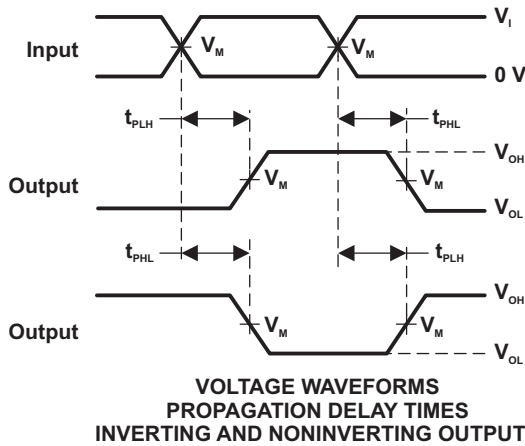 V_I
Input
V_M
V_M
0 V
t_PLH
t_PHL
V_OH
Output
V_M
V_M
V_OL
t_PHL
t_PLH
V_OH
Output
V_M
V_M
V_OL
VOLTAGE WAVEFORMS
PROPAGATION DELAY TIMES
INVERTING AND NONINVERTING OUTPUT